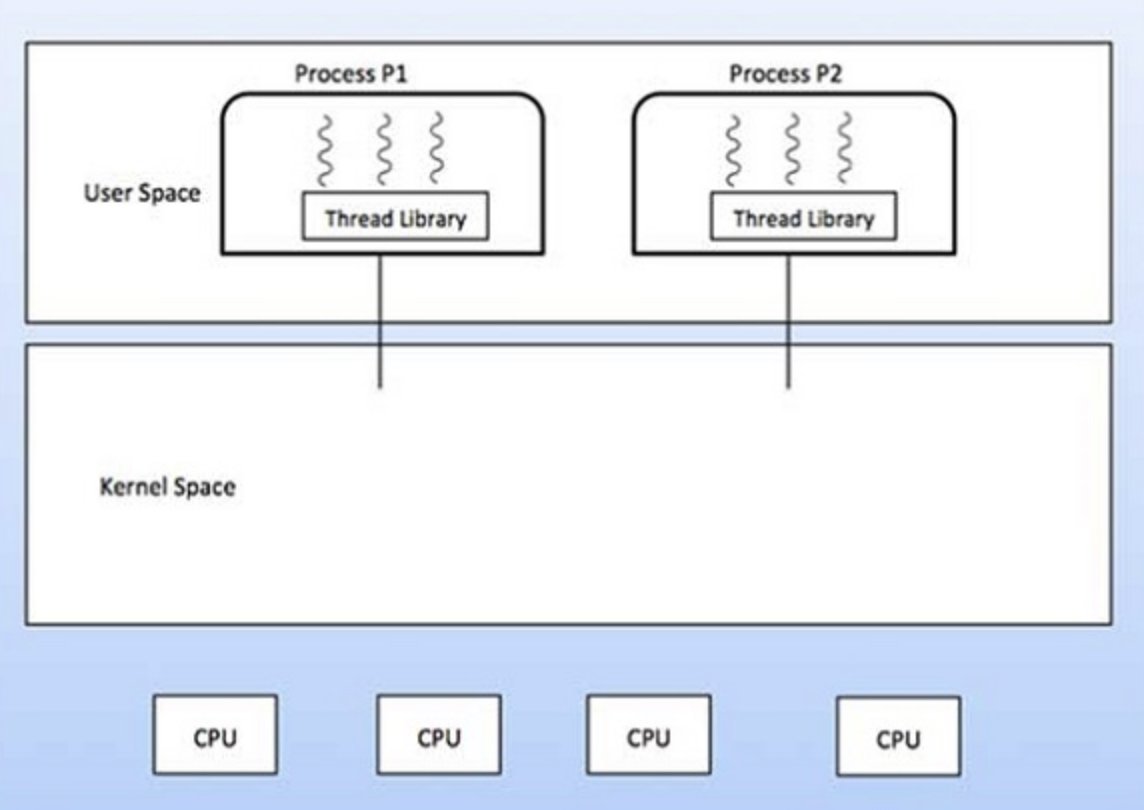 Process P1
Process P2
User Space
Thread Library
Thread Library
Kernel Space
CPU
CPU
CPU
CPU